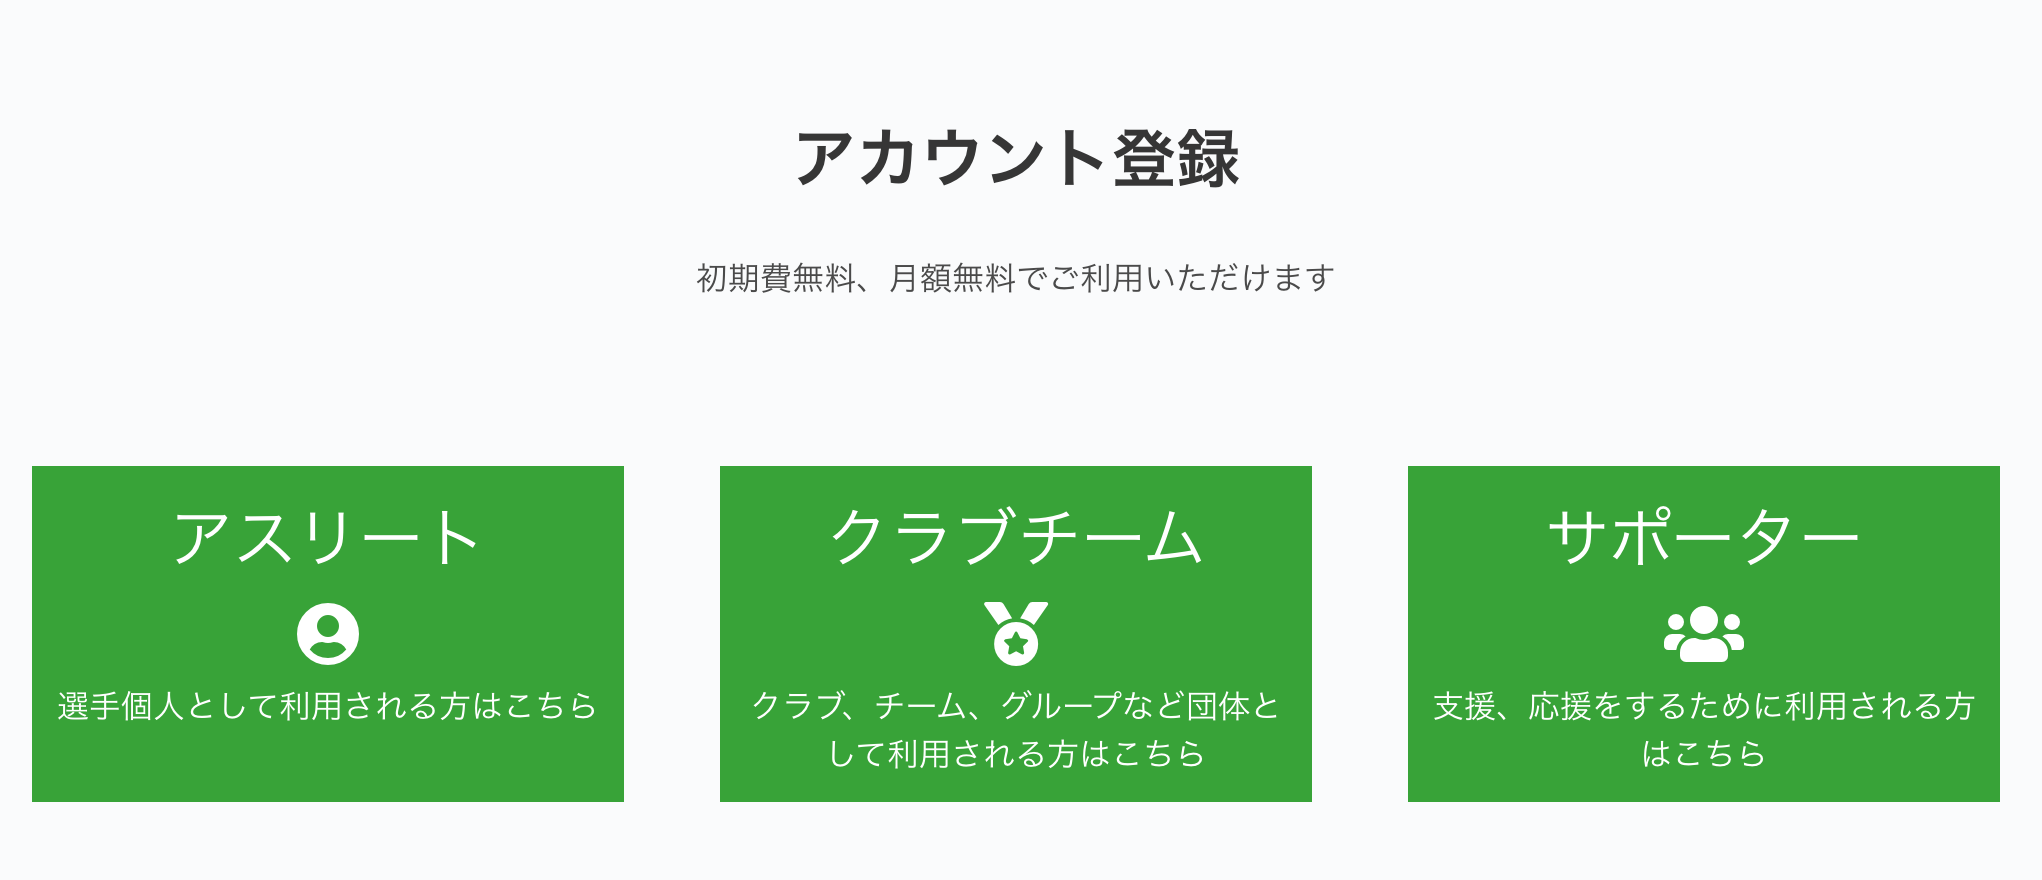 アカウント登録
初期費無料、月額無料でご利用いただけます
アスリート
選手個人として利用される方はこちら
クラブチーム
クラブ、チーム、グループなど団体と
して利用される方はこちら
サポーター
支援、応援をするために利用される方
はこちら